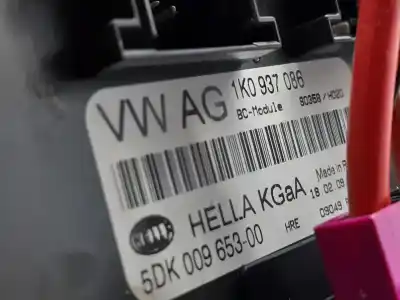 VW AG 1K0 937 086
BC-Module
HELLA KGaA
Made in
18 02 09
5DK 009 653-00
HRE
09049